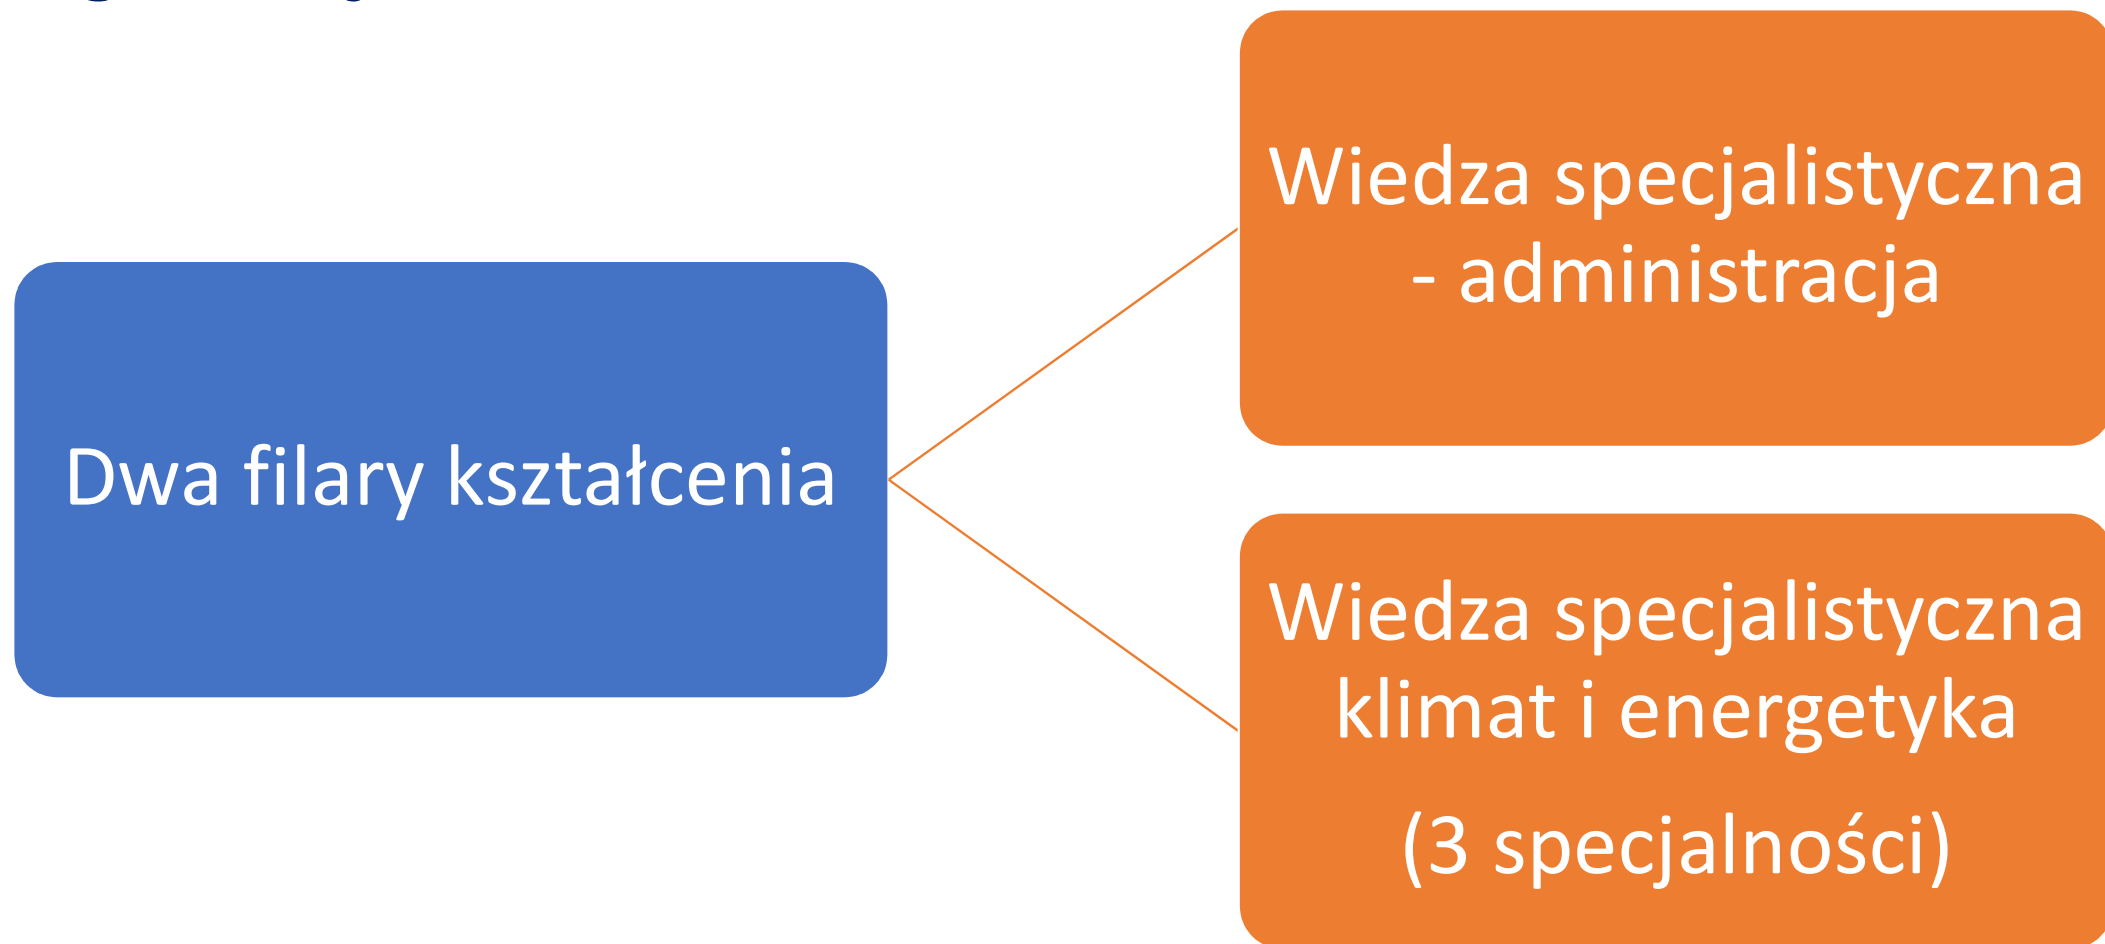 Dwa filary kształcenia
Wiedza specjalistyczna
- administracja
Wiedza specjalistyczna
klimat i energetyka
(3 specjalności)